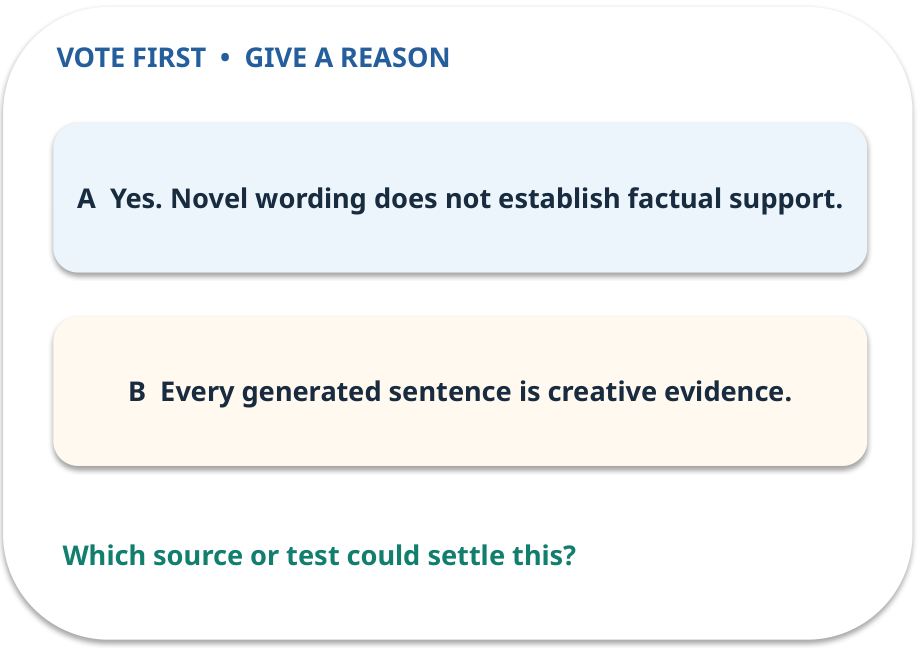 VOTE FIRST • GIVE A REASON
A Yes. Novel wording does not establish factual support.
B Every generated sentence is creative evidence.
Which source or test could settle this?